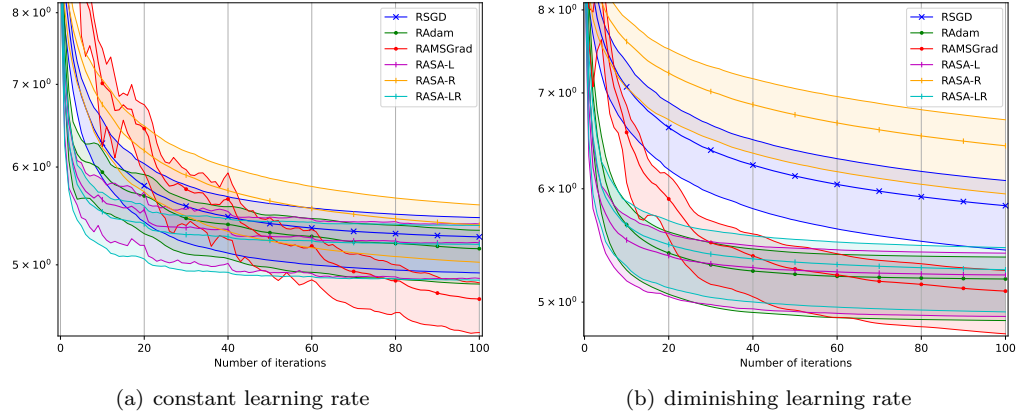 8 × 10⁰
7 × 10⁰
6 × 10⁰
5 × 10⁰
0
20
40
60
80
100
Number of iterations
RSGD
RAdam
RAMSGrad
RASA-L
RASA-R
RASA-LR
(a) constant learning rate
8 × 10⁰
7 × 10⁰
6 × 10⁰
5 × 10⁰
0
20
40
60
80
100
Number of iterations
RSGD
RAdam
RAMSGrad
RASA-L
RASA-R
RASA-LR
(b) diminishing learning rate